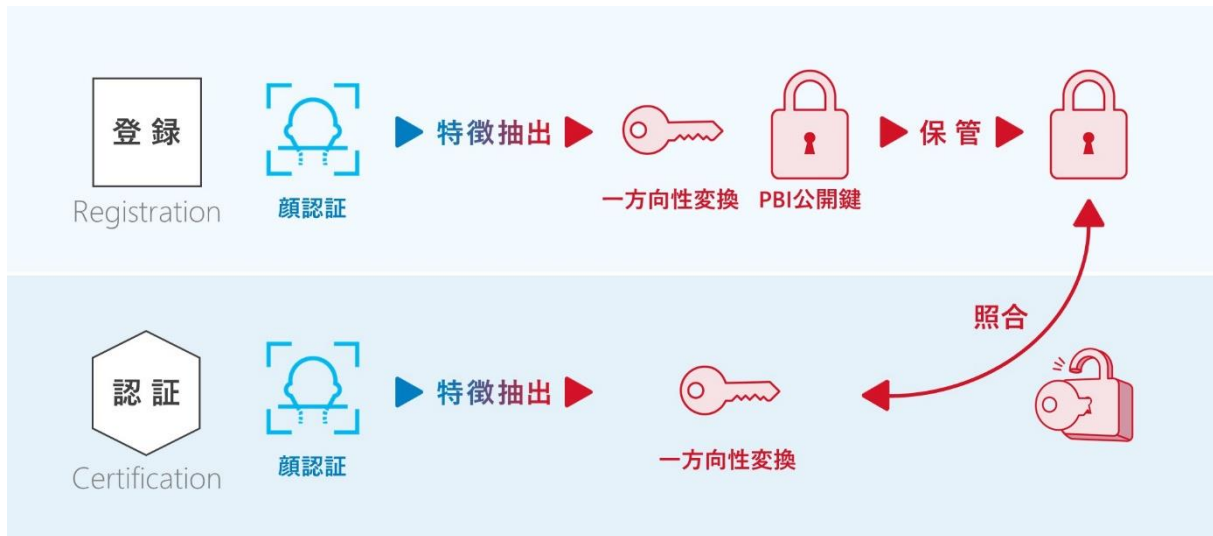 登録
Registration
顔認証
特徴抽出
一方向性変換
PBI公開鍵
保管
照合
認証
Certification
顔認証
特徴抽出
一方向性変換